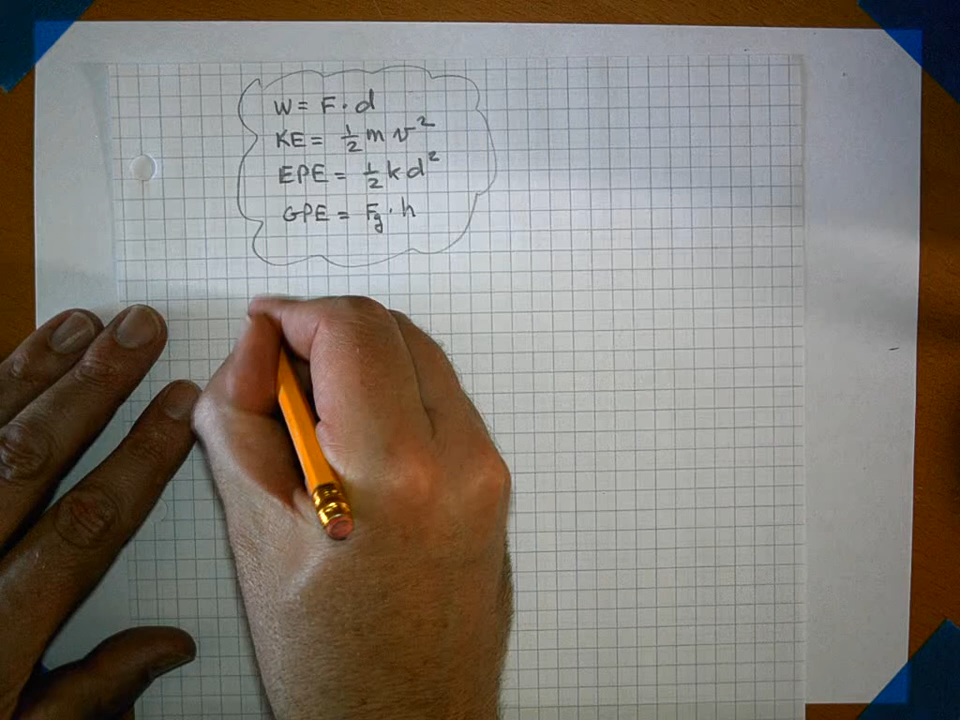 W = F · d
KE = ½ m v²
EPE = ½ k d²
GPE = Fg · h